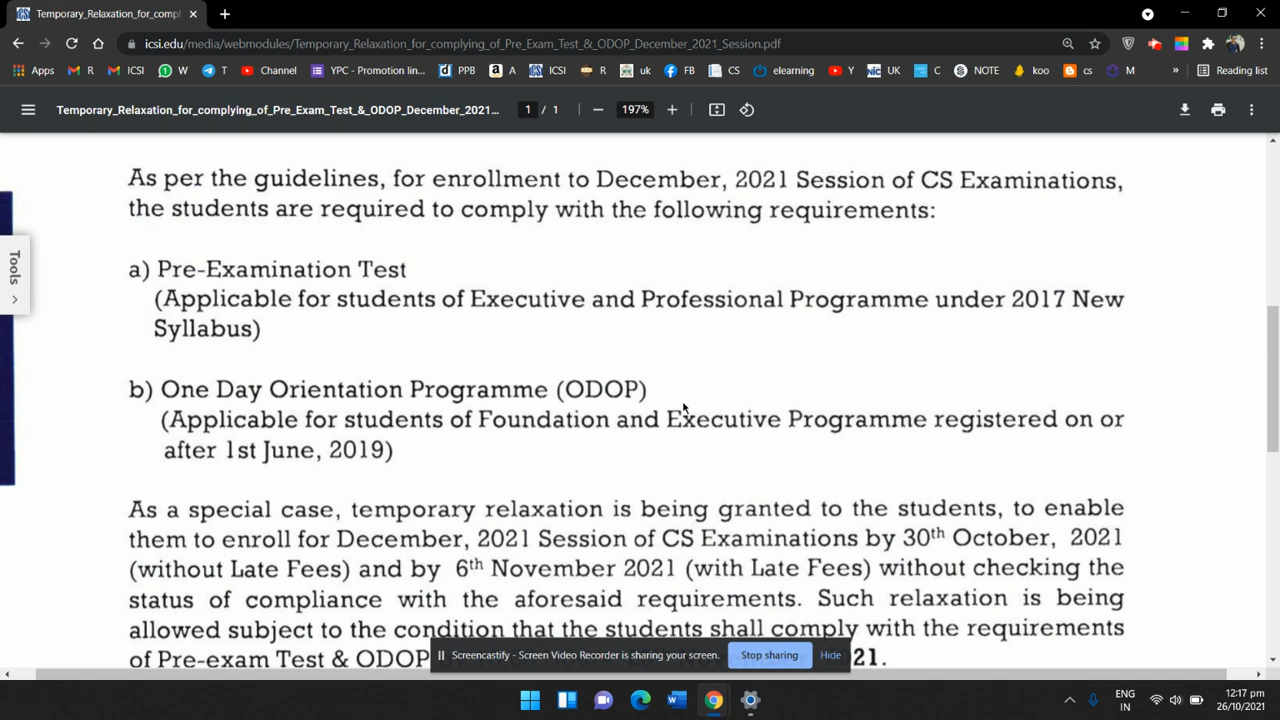 Temporary_Relaxation_for_compl
icsi.edu/media/webmodules/Temporary_Relaxation_for_complying_of_Pre_Exam_Test_&_ODOP_December_2021_Session.pdf
Apps R ICSI W T Channel YPC - Promotion lin... PPB A ICSI R uk FB CS elearning Y UK C NOTE koo cs M » Reading list
Temporary_Relaxation_for_complying_of_Pre_Exam_Test_&_ODOP_December_2021... 1 / 1 197%
Tools
As per the guidelines, for enrollment to December, 2021 Session of CS Examinations,
the students are required to comply with the following requirements:
a) Pre-Examination Test
(Applicable for students of Executive and Professional Programme under 2017 New
Syllabus)
b) One Day Orientation Programme (ODOP)
(Applicable for students of Foundation and Executive Programme registered on or
after 1st June, 2019)
As a special case, temporary relaxation is being granted to the students, to enable
them to enroll for December, 2021 Session of CS Examinations by 30th October, 2021
(without Late Fees) and by 6th November 2021 (with Late Fees) without checking the
status of compliance with the aforesaid requirements. Such relaxation is being
allowed subject to the condition that the students shall comply with the requirements
of Pre-exam Test & ODOP 2021.
Screencastify - Screen Video Recorder is sharing your screen. Stop sharing Hide
ENG
IN
12:17 pm
26/10/2021